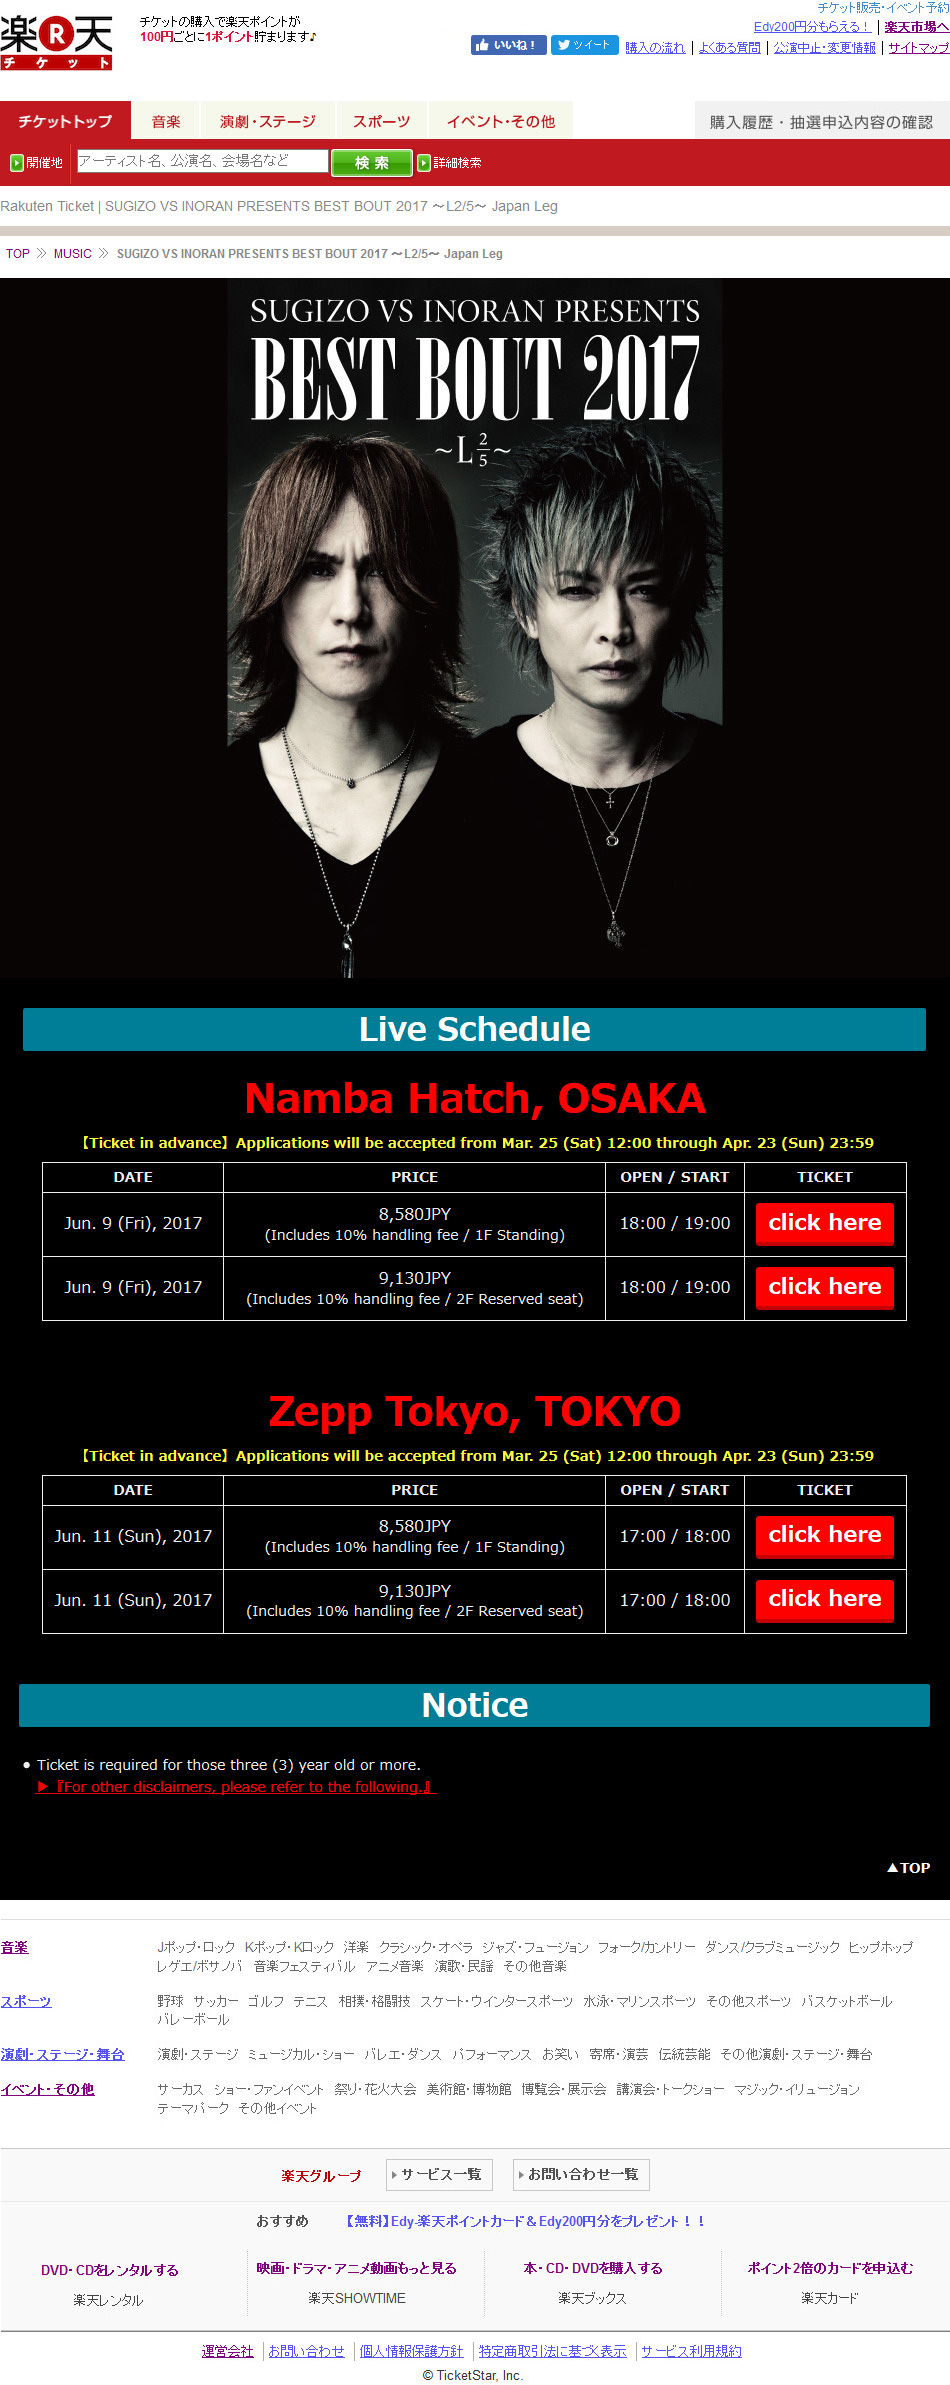 チケット販売・イベント予約
楽R天
チケット
チケットの購入で楽天ポイントが
100円ごとに1ポイント貯まります♪
Edy200円分もらえる！ | 楽天市場へ
いいね！ ツイート 購入の流れ | よくある質問 | 公演中止・変更情報 | サイトマップ
チケットトップ 音楽 演劇・ステージ スポーツ イベント・その他 購入履歴・抽選申込内容の確認
開催地 アーティスト名、公演名、会場名など 検索 詳細検索
Rakuten Ticket | SUGIZO VS INORAN PRESENTS BEST BOUT 2017 ～L2/5～ Japan Leg
TOP MUSIC SUGIZO VS INORAN PRESENTS BEST BOUT 2017 ～L2/5～ Japan Leg
SUGIZO VS INORAN PRESENTS
BEST BOUT 2017
～L2/5～
Live Schedule
Namba Hatch, OSAKA
【Ticket in advance】Applications will be accepted from Mar. 25 (Sat) 12:00 through Apr. 23 (Sun) 23:59
DATE PRICE OPEN / START TICKET
Jun. 9 (Fri), 2017 8,580JPY 18:00 / 19:00 click here
(Includes 10% handling fee / 1F Standing)
Jun. 9 (Fri), 2017 9,130JPY 18:00 / 19:00 click here
(Includes 10% handling fee / 2F Reserved seat)
Zepp Tokyo, TOKYO
【Ticket in advance】Applications will be accepted from Mar. 25 (Sat) 12:00 through Apr. 23 (Sun) 23:59
DATE PRICE OPEN / START TICKET
Jun. 11 (Sun), 2017 8,580JPY 17:00 / 18:00 click here
(Includes 10% handling fee / 1F Standing)
Jun. 11 (Sun), 2017 9,130JPY 17:00 / 18:00 click here
(Includes 10% handling fee / 2F Reserved seat)
Notice
● Ticket is required for those three (3) year old or more.
▶『For other disclaimers, please refer to the following.』
▲TOP
音楽 Jポップ・ロック Kポップ・Kロック 洋楽 クラシック・オペラ ジャズ・フュージョン フォーク/カントリー ダンス/クラブミュージック ヒップホップ
レゲエ/ボサノバ 音楽フェスティバル アニメ音楽 演歌・民謡 その他音楽
スポーツ 野球 サッカー ゴルフ テニス 相撲・格闘技 スケート・ウインタースポーツ 水泳・マリンスポーツ その他スポーツ バスケットボール
バレーボール
演劇・ステージ・舞台 演劇・ステージ ミュージカル・ショー バレエ・ダンス パフォーマンス お笑い 寄席・演芸 伝統芸能 その他演劇・ステージ・舞台
イベント・その他 サーカス ショー・ファンイベント 祭り・花火大会 美術館・博物館 博覧会・展示会 講演会・トークショー マジック・イリュージョン
テーマパーク その他イベント
楽天グループ サービス一覧 お問い合わせ一覧
おすすめ 【無料】Edy-楽天ポイントカード＆Edy200円分をプレゼント！！
DVD・CDをレンタルする 映画・ドラマ・アニメ動画もっと見る 本・CD・DVDを購入する ポイント2倍のカードを申込む
楽天レンタル 楽天SHOWTIME 楽天ブックス 楽天カード
運営会社 | お問い合わせ | 個人情報保護方針 | 特定商取引法に基づく表示 | サービス利用規約
© TicketStar, Inc.